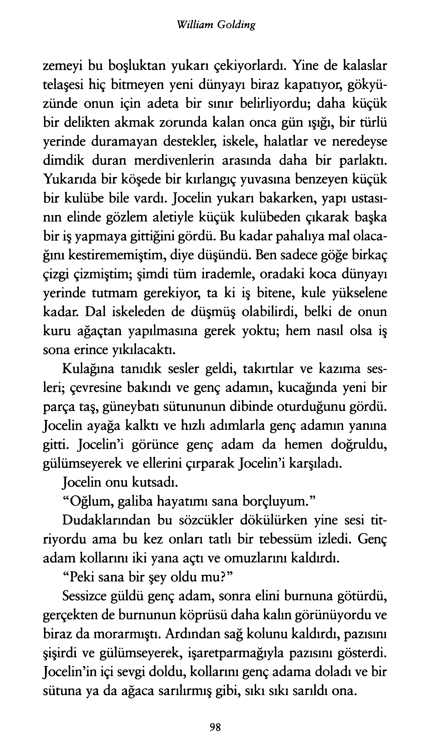 William Golding
zemeyi bu boşluktan yukarı çekiyorlardı. Yine de kalaslar
telaşesi hiç bitmeyen yeni dünyayı biraz kapatıyor, gökyü-
zünde onun için adeta bir sınır belirliyordu; daha küçük
bir delikten akmak zorunda kalan onca gün ışığı, bir türlü
yerinde duramayan destekler, iskele, halatlar ve neredeyse
dimdik duran merdivenlerin arasında daha bir parlaktı.
Yukarıda bir köşede bir kırlangıç yuvasına benzeyen küçük
bir kulübe bile vardı. Jocelin yukarı bakarken, yapı ustası-
nın elinde gözlem aletiyle küçük kulübeden çıkarak başka
bir iş yapmaya gittiğini gördü. Bu kadar pahalıya mal olaca-
ğını kestirememiştim, diye düşündü. Ben sadece göğe birkaç
çizgi çizmiştim; şimdi tüm irademle, oradaki koca dünyayı
yerinde tutmam gerekiyor, ta ki iş bitene, kule yükselene
kadar. Dal iskeleden de düşmüş olabilirdi, belki de onun
kuru ağaçtan yapılmasına gerek yoktu; hem nasıl olsa iş
sona erince yıkılacaktı.
Kulağına tanıdık sesler geldi, takırtılar ve kazıma ses-
leri; çevresine bakındı ve genç adamın, kucağında yeni bir
parça taş, güneybatı sütununun dibinde oturduğunu gördü.
Jocelin ayağa kalktı ve hızlı adımlarla genç adamın yanına
gitti. Jocelin’i görünce genç adam da hemen doğruldu,
gülümseyerek ve ellerini çırparak Jocelin’i karşıladı.
Jocelin onu kutsadı.
“Oğlum, galiba hayatımı sana borçluyum.”
Dudaklarından bu sözcükler dökülürken yine sesi tit-
riyordu ama bu kez onları tatlı bir tebessüm izledi. Genç
adam kollarını iki yana açtı ve omuzlarını kaldırdı.
“Peki sana bir şey oldu mu?”
Sessizce güldü genç adam, sonra elini burnuna götürdü,
gerçekten de burnunun köprüsü daha kalın görünüyordu ve
biraz da morarmıştı. Ardından sağ kolunu kaldırdı, pazısını
şişirdi ve gülümseyerek, işaretparmağıyla pazısını gösterdi.
Jocelin’in içi sevgi doldu, kollarını genç adama doladı ve bir
sütuna ya da ağaca sarılırmış gibi, sıkı sıkı sarıldı ona.
98